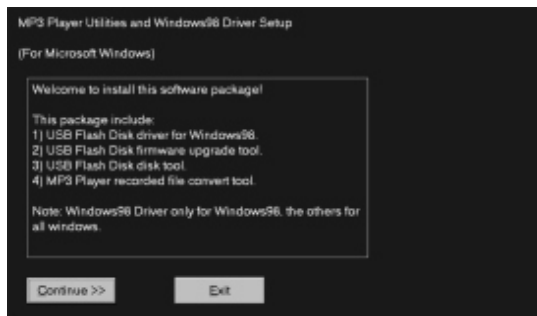 MP3 Player Utilities and Windows98 Driver Setup
(For Microsoft Windows)
Welcome to install this software package!
This package include:
1) USB Flash Disk driver for Windows98.
2) USB Flash Disk firmware upgrade tool.
3) USB Flash Disk disk tool.
4) MP3 Player recorded file convert tool.
Note: Windows98 Driver only for Windows98, the others for
all windows.
Continue >>
Exit